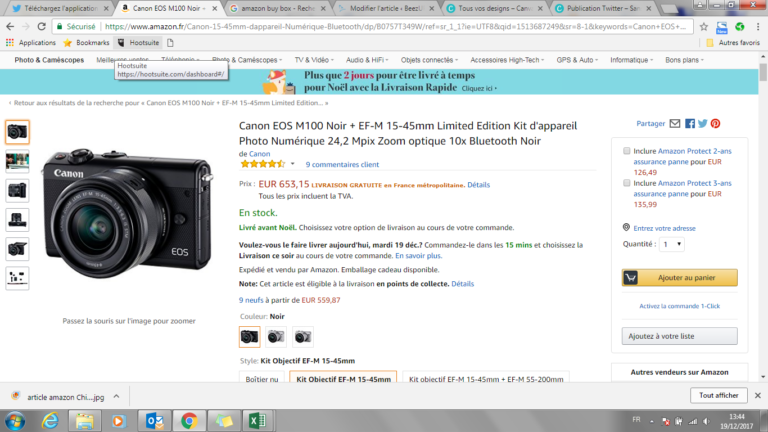 Téléchargez l'application
Canon EOS M100 Noir
amazon buy box - Reche
Modifier l'article ‹ Beezl
Tous vos designs – Can
Publication Twitter – Sa
Sécurisé
https://www.amazon.fr/Canon-15-45mm-dappareil-Numérique-Bluetooth/dp/B0757T349W/ref=sr_1_1?ie=UTF8&qid=1513687249&sr=8-1&keywords=Canon+EOS+...
Applications
Bookmarks
Hootsuite
Autres favoris
Hootsuite
https://hootsuite.com/dashboard#/
Photo & Caméscopes
Meilleures ventes
Téléphonie
Photo & Caméscopes
TV & Vidéo
Audio & HiFi
Objets connectés
Accessoires High-Tech
GPS & Auto
Informatique
Bons plans
Plus que 2 jours pour être livré à temps
pour Noël avec la Livraison Rapide Cliquez ici ›
‹ Retour aux résultats de la recherche pour « Canon EOS M100 Noir + EF-M 15-45mm Limited Edition... »
Canon
EOS
Passez la souris sur l'image pour zoomer
Canon EOS M100 Noir + EF-M 15-45mm Limited Edition Kit d'appareil
Photo Numérique 24,2 Mpix Zoom optique 10x Bluetooth Noir
de Canon
9 commentaires client
Prix : EUR 653,15 LIVRAISON GRATUITE en France métropolitaine. Détails
Tous les prix incluent la TVA.
En stock.
Livré avant Noël. Choisissez votre option de livraison au cours de votre commande.
Voulez-vous le faire livrer aujourd'hui, mardi 19 déc.? Commandez-le dans les 15 mins et choisissez la
Livraison ce soir au cours de votre commande. En savoir plus.
Expédié et vendu par Amazon. Emballage cadeau disponible.
Note: Cet article est éligible à la livraison en points de collecte. Détails
9 neufs à partir de EUR 559,87
Couleur: Noir
Style: Kit Objectif EF-M 15-45mm
Boîtier nu
Kit Objectif EF-M 15-45mm
Kit objectif EF-M 15-45mm + EF-M 55-200mm
Partager
Inclure Amazon Protect 2-ans
assurance panne pour EUR
126,49
Inclure Amazon Protect 3-ans
assurance panne pour EUR
135,99
Entrez votre adresse
Quantité : 1
Ajouter au panier
Activez la commande 1-Click
Ajoutez à votre liste
Autres vendeurs sur Amazon
article amazon Chi....jpg
Tout afficher
FR
13:44
19/12/2017